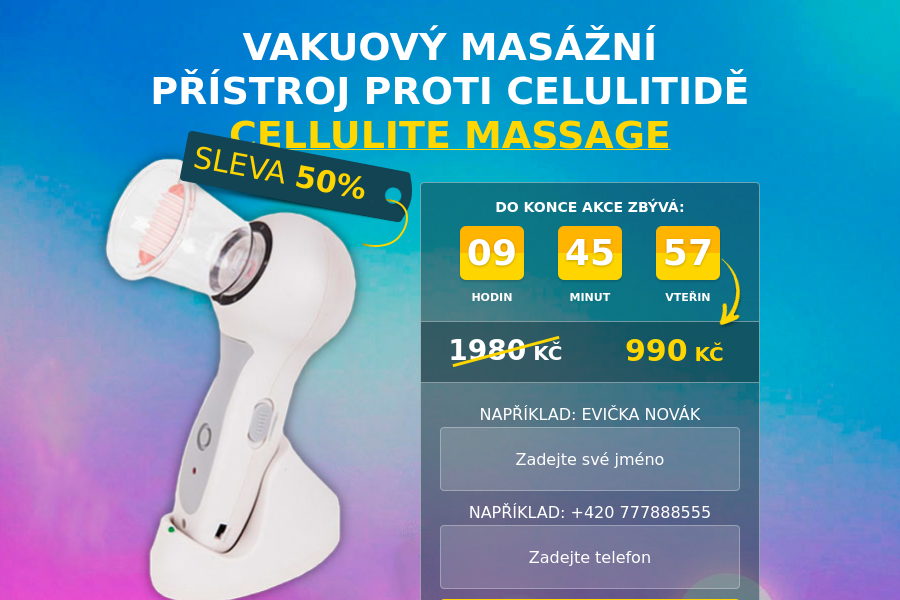 VAKUOVÝ MASÁŽNÍ
PŘÍSTROJ PROTI CELULITIDĚ
CELLULITE MASSAGE
SLEVA 50%
DO KONCE AKCE ZBÝVÁ:
09 45 57
HODIN MINUT VTEŘIN
1980 KČ 990 KČ
NAPŘÍKLAD: EVIČKA NOVÁK
Zadejte své jméno
NAPŘÍKLAD: +420 777888555
Zadejte telefon